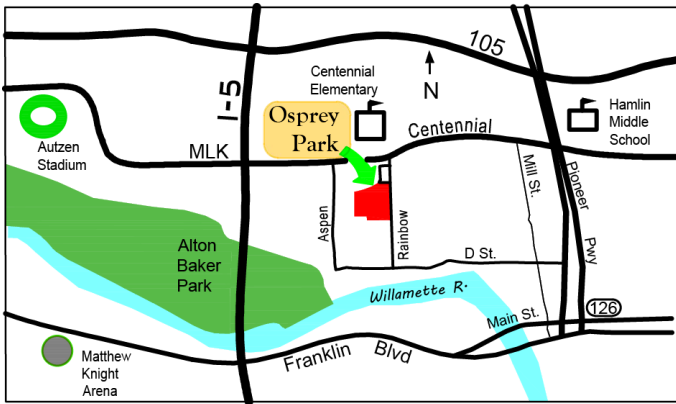 105
Centennial
Elementary
N
I-5
Osprey
Park
Hamlin
Middle
School
Centennial
Autzen
Stadium
MLK
Mill St.
Pioneer
Pwy
Aspen
Rainbow
Alton
Baker
Park
D St.
Willamette R.
126
Main St.
Franklin Blvd
Matthew
Knight
Arena